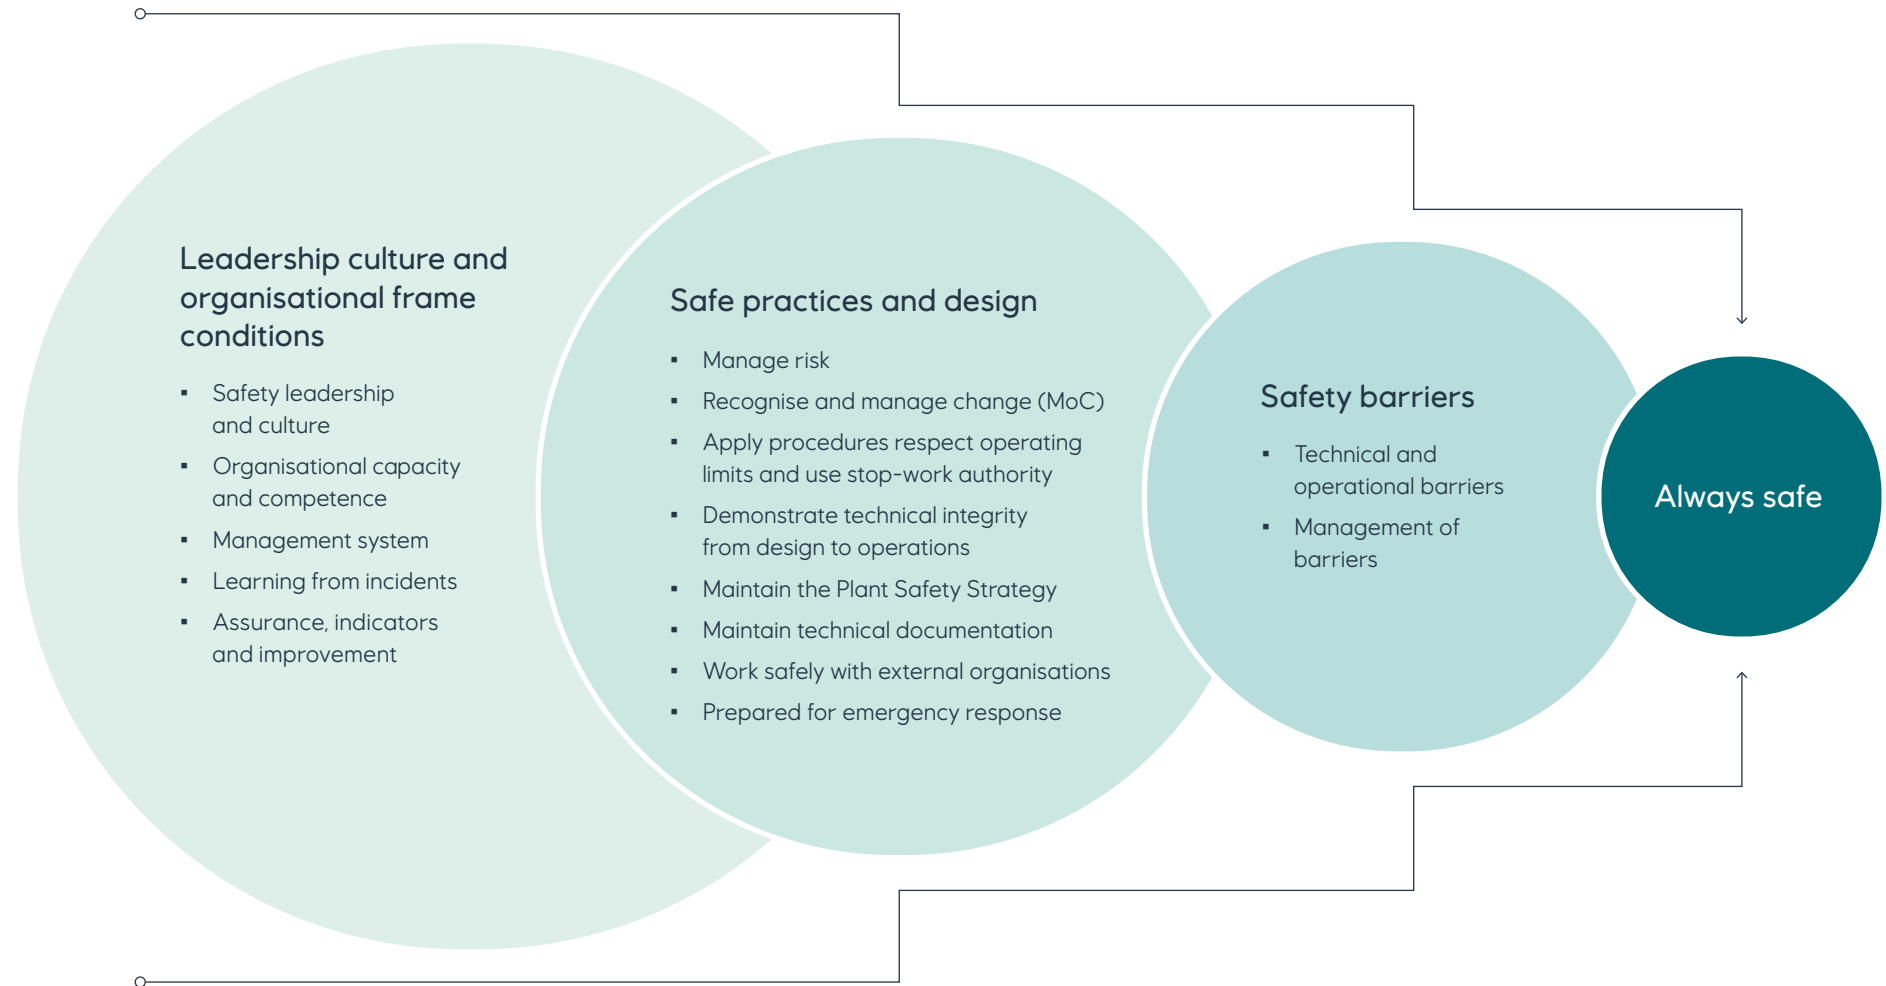 Leadership culture and
organisational frame
conditions
▪ Safety leadership
and culture
▪ Organisational capacity
and competence
▪ Management system
▪ Learning from incidents
▪ Assurance, indicators
and improvement
Safe practices and design
▪ Manage risk
▪ Recognise and manage change (MoC)
▪ Apply procedures respect operating
limits and use stop-work authority
▪ Demonstrate technical integrity
from design to operations
▪ Maintain the Plant Safety Strategy
▪ Maintain technical documentation
▪ Work safely with external organisations
▪ Prepared for emergency response
Safety barriers
▪ Technical and
operational barriers
▪ Management of
barriers
Always safe